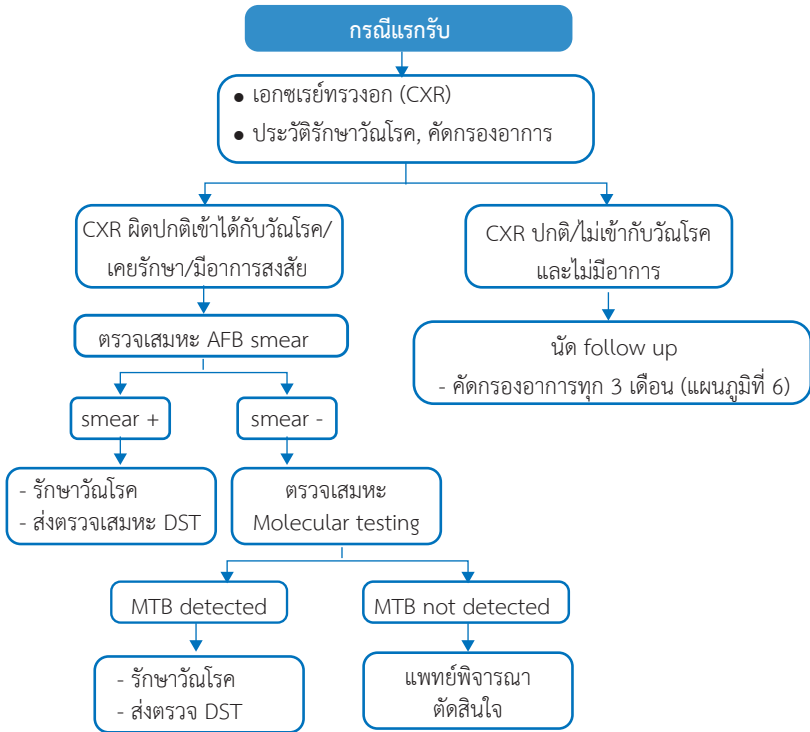 กรณีแรกรับ
● เอกซเรย์ทรวงอก (CXR)
● ประวัติรักษาวัณโรค, คัดกรองอาการ
CXR ผิดปกติเข้าได้กับวัณโรค/
เคยรักษา/มีอาการสงสัย
CXR ปกติ/ไม่เข้ากับวัณโรค
และไม่มีอาการ
ตรวจเสมหะ AFB smear
นัด follow up
- คัดกรองอาการทุก 3 เดือน (แผนภูมิที่ 6)
smear +
smear -
- รักษาวัณโรค
- ส่งตรวจเสมหะ DST
ตรวจเสมหะ
Molecular testing
MTB detected
MTB not detected
- รักษาวัณโรค
- ส่งตรวจ DST
แพทย์พิจารณา
ตัดสินใจ